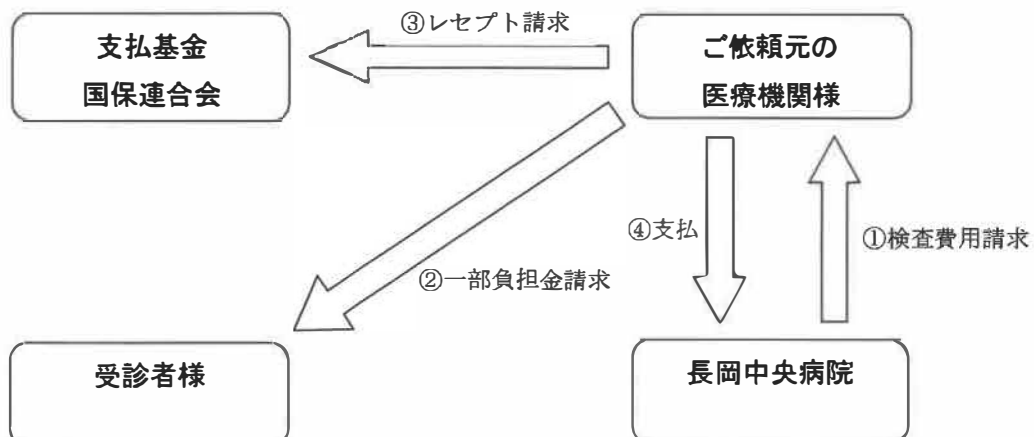 ③レセプト請求
支払基金
国保連合会
ご依頼元の
医療機関様
④支払
①検査費用請求
②一部負担金請求
受診者様
長岡中央病院